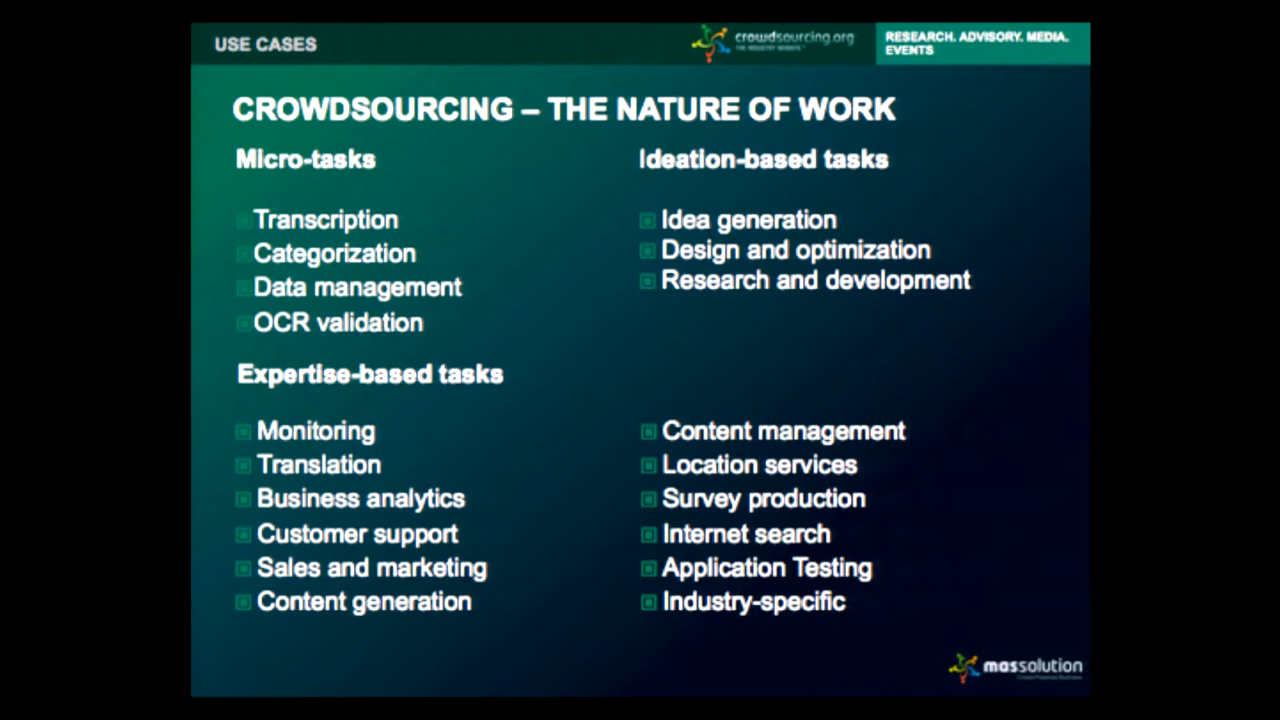 USE CASES
crowdsourcing.org
THE INDUSTRY WEBSITE
RESEARCH. ADVISORY. MEDIA.
EVENTS
CROWDSOURCING – THE NATURE OF WORK
Micro-tasks
Transcription
Categorization
Data management
OCR validation
Ideation-based tasks
Idea generation
Design and optimization
Research and development
Expertise-based tasks
Monitoring
Translation
Business analytics
Customer support
Sales and marketing
Content generation
Content management
Location services
Survey production
Internet search
Application Testing
Industry-specific
massolution